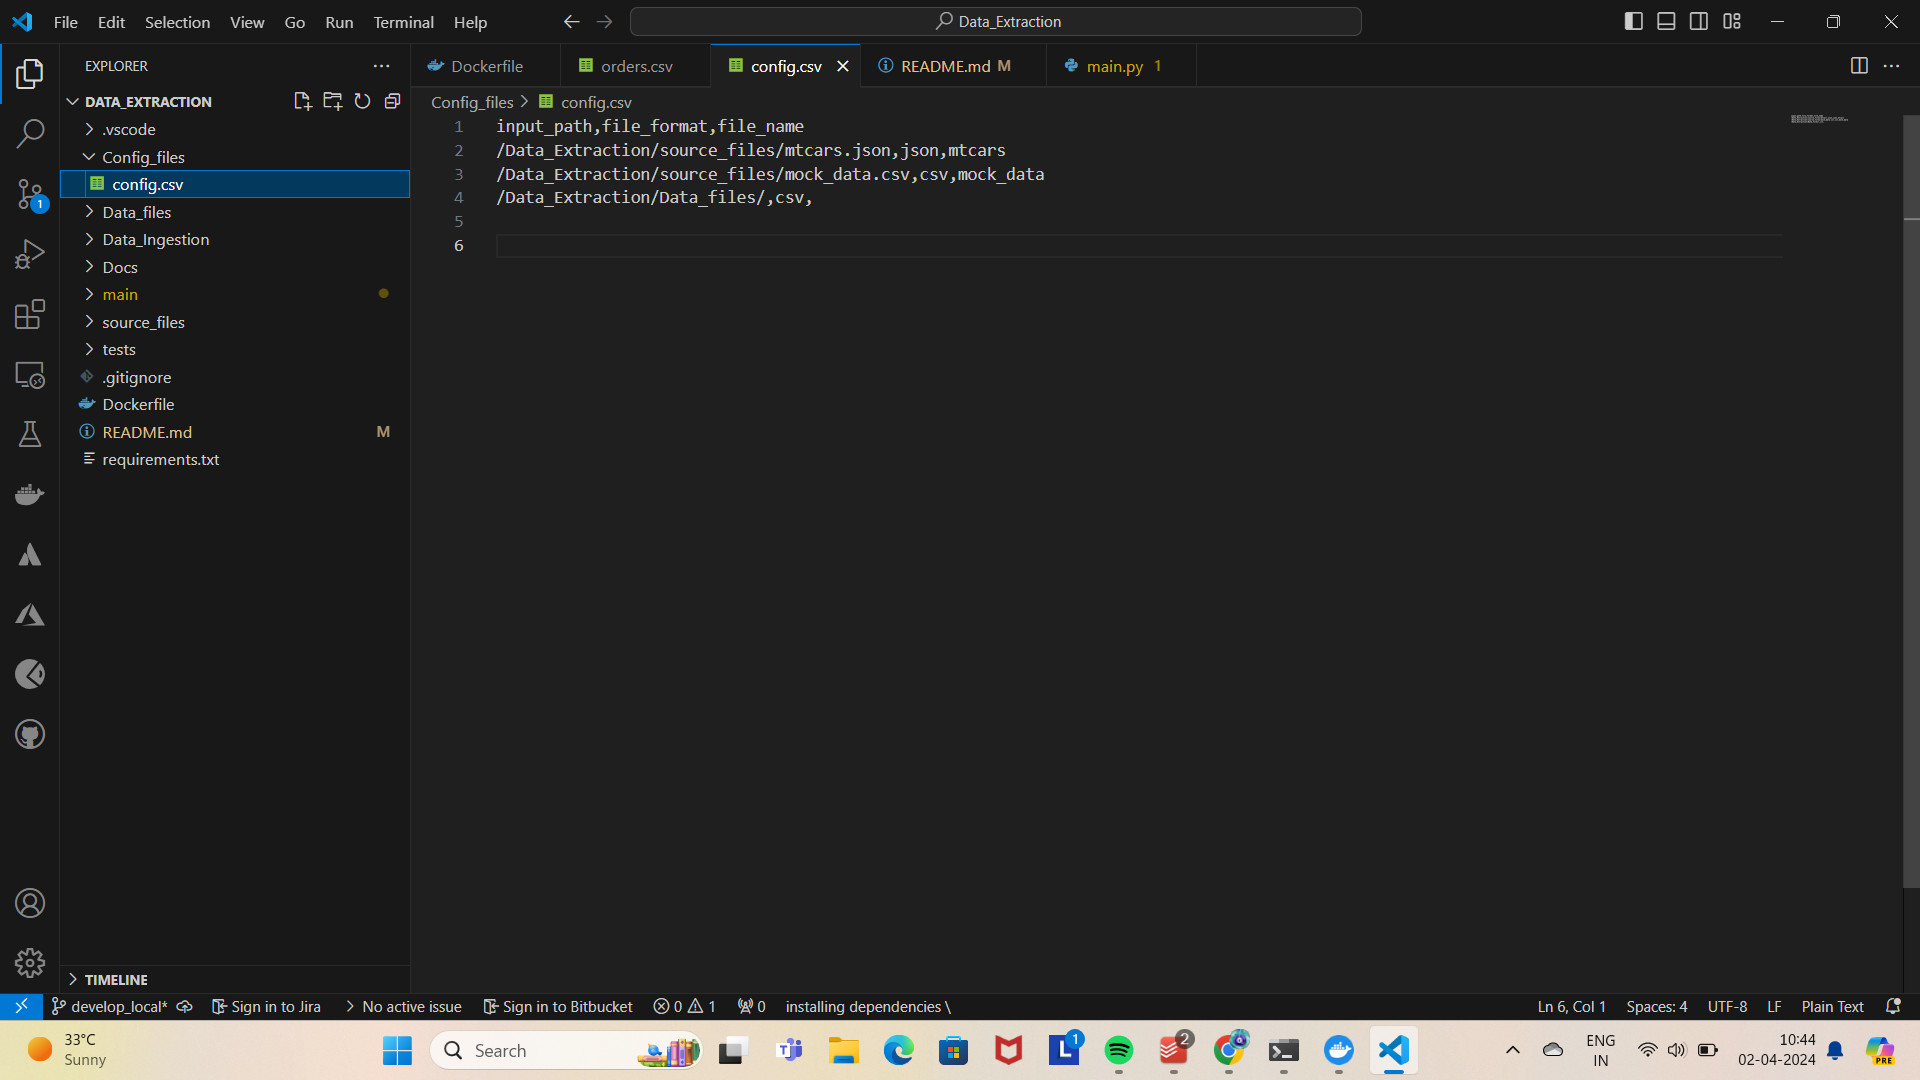 File Edit Selection View Go Run Terminal Help
Data_Extraction
EXPLORER
DATA_EXTRACTION
.vscode
Config_files
config.csv
Data_files
Data_Ingestion
Docs
main
source_files
tests
.gitignore
Dockerfile
README.md M
requirements.txt
TIMELINE
Dockerfile orders.csv config.csv README.md M main.py 1
Config_files > config.csv
1 input_path,file_format,file_name
2 /Data_Extraction/source_files/mtcars.json,json,mtcars
3 /Data_Extraction/source_files/mock_data.csv,csv,mock_data
4 /Data_Extraction/Data_files/,csv,
5
6
1
develop_local* Sign in to Jira No active issue Sign in to Bitbucket 0 1 0 installing dependencies \
Ln 6, Col 1 Spaces: 4 UTF-8 LF Plain Text
33°C
Sunny
Search
1
2
PRE
ENG
IN
10:44
02-04-2024